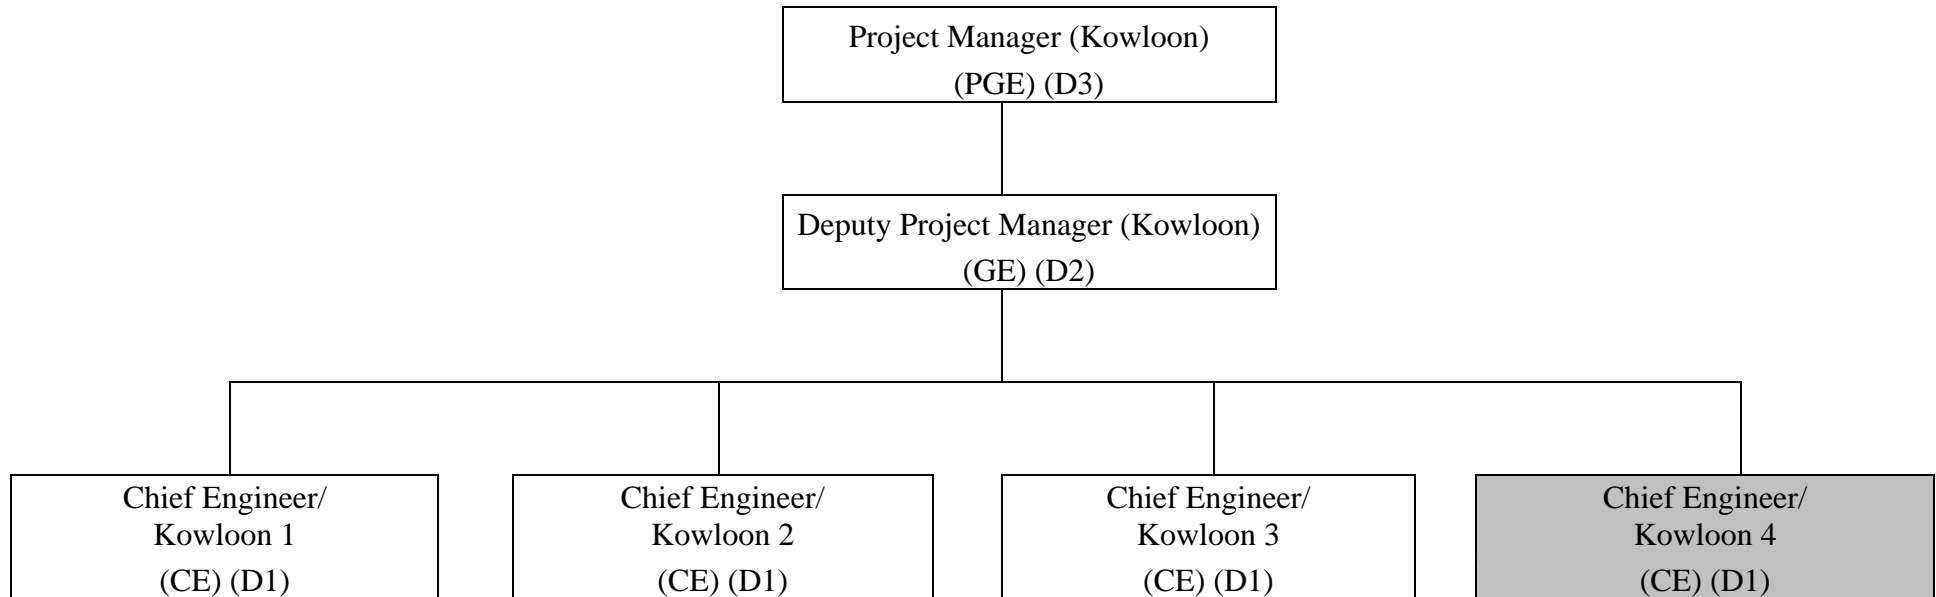 Project Manager (Kowloon)
(PGE) (D3)
Deputy Project Manager (Kowloon)
(GE) (D2)
Chief Engineer/
Kowloon 1
(CE) (D1)
Chief Engineer/
Kowloon 2
(CE) (D1)
Chief Engineer/
Kowloon 3
(CE) (D1)
Chief Engineer/
Kowloon 4
(CE) (D1)